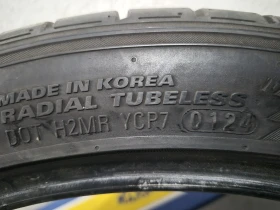 MADE IN KOREA
RADIAL TUBELESS
DOT H2MR YCP7 0124